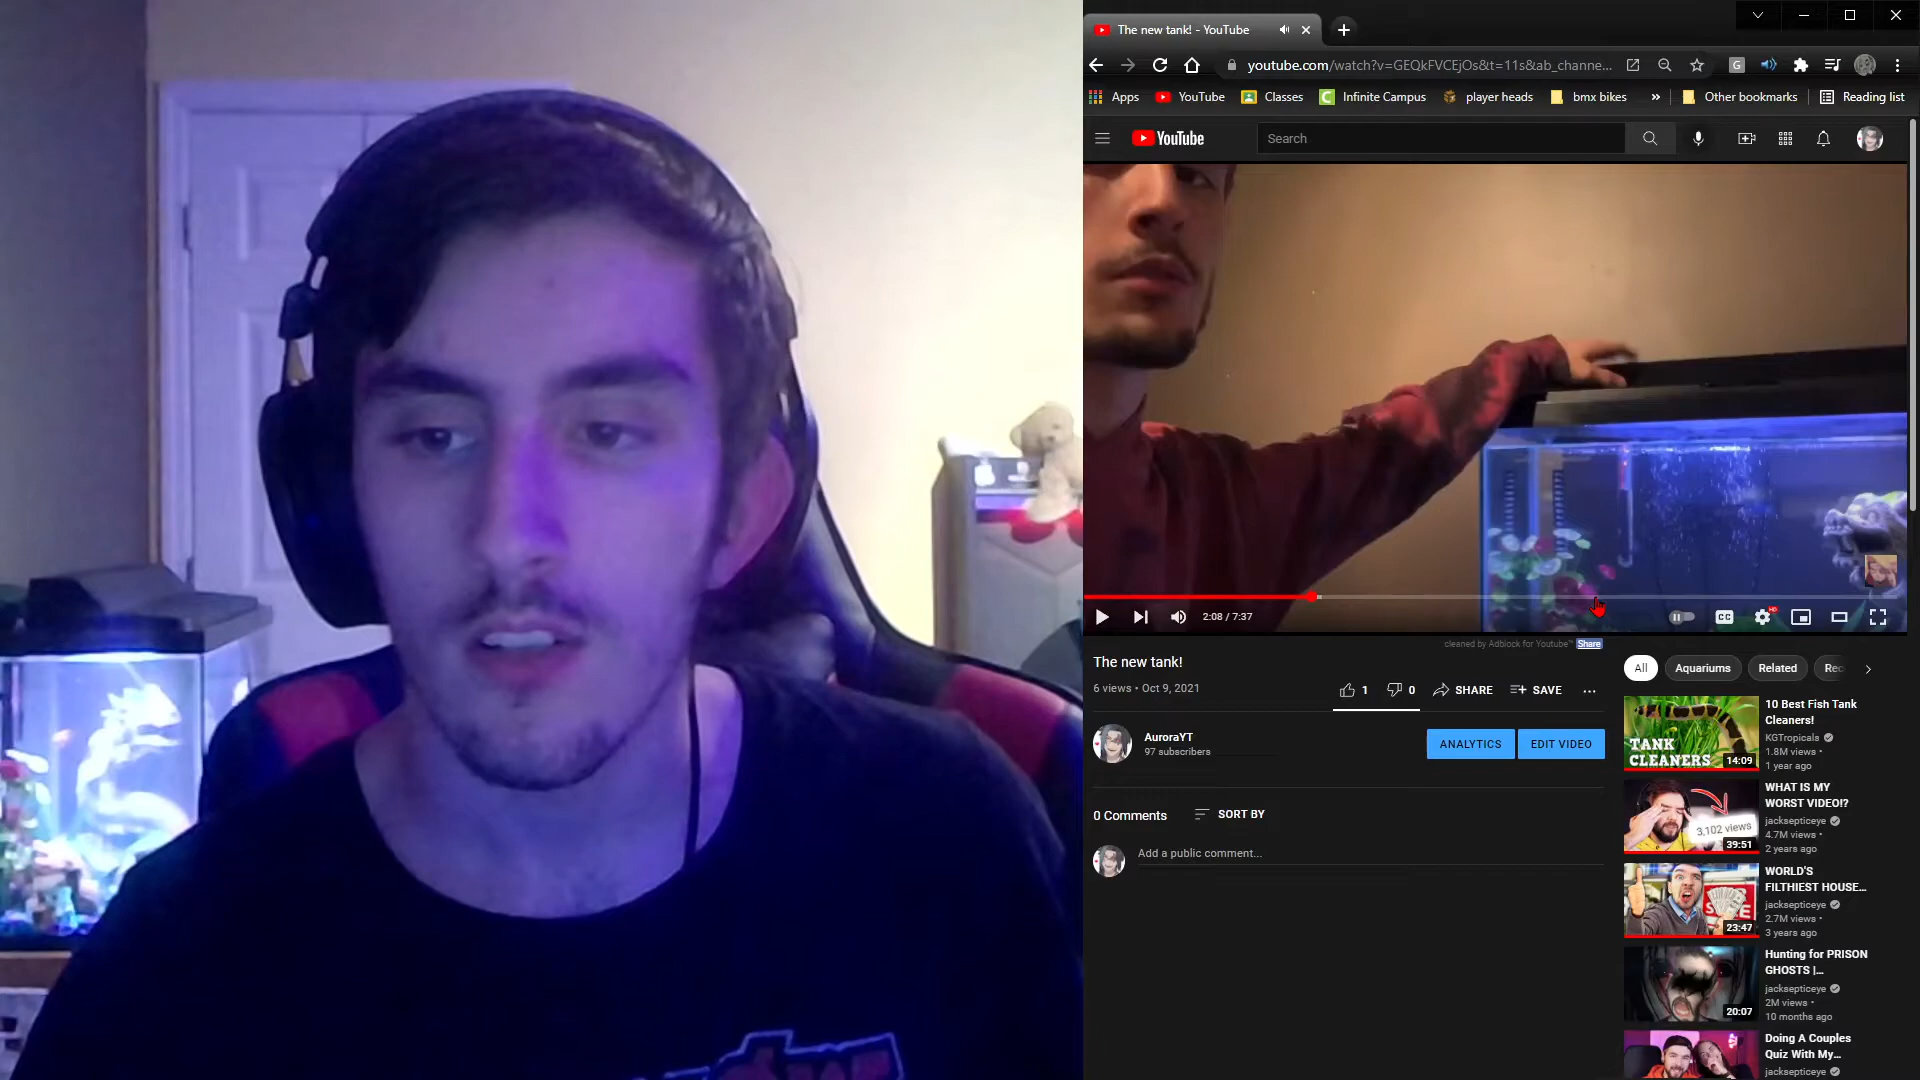 The new tank! - YouTube
youtube.com/watch?v=GEQkFVCEjOs&t=11s&ab_channe...
Apps YouTube Classes Infinite Campus player heads bmx bikes » Other bookmarks Reading list
YouTube Search
2:08 / 7:37
CC HD
cleaned by Adblock for Youtube™ Share
The new tank!
6 views • Oct 9, 2021
1 0 SHARE SAVE ...
AuroraYT
97 subscribers
ANALYTICS EDIT VIDEO
0 Comments SORT BY
Add a public comment...
All Aquariums Related Rec
TANK
CLEANERS
14:09
10 Best Fish Tank
Cleaners!
KGTropicals
1.8M views •
1 year ago
3,102 views
39:51
WHAT IS MY
WORST VIDEO!?
jacksepticeye
4.7M views •
2 years ago
23:47
WORLD'S
FILTHIEST HOUSE...
jacksepticeye
2.7M views •
3 years ago
20:07
Hunting for PRISON
GHOSTS |...
jacksepticeye
2M views •
10 months ago
Doing A Couples
Quiz With My...
jacksepticeye